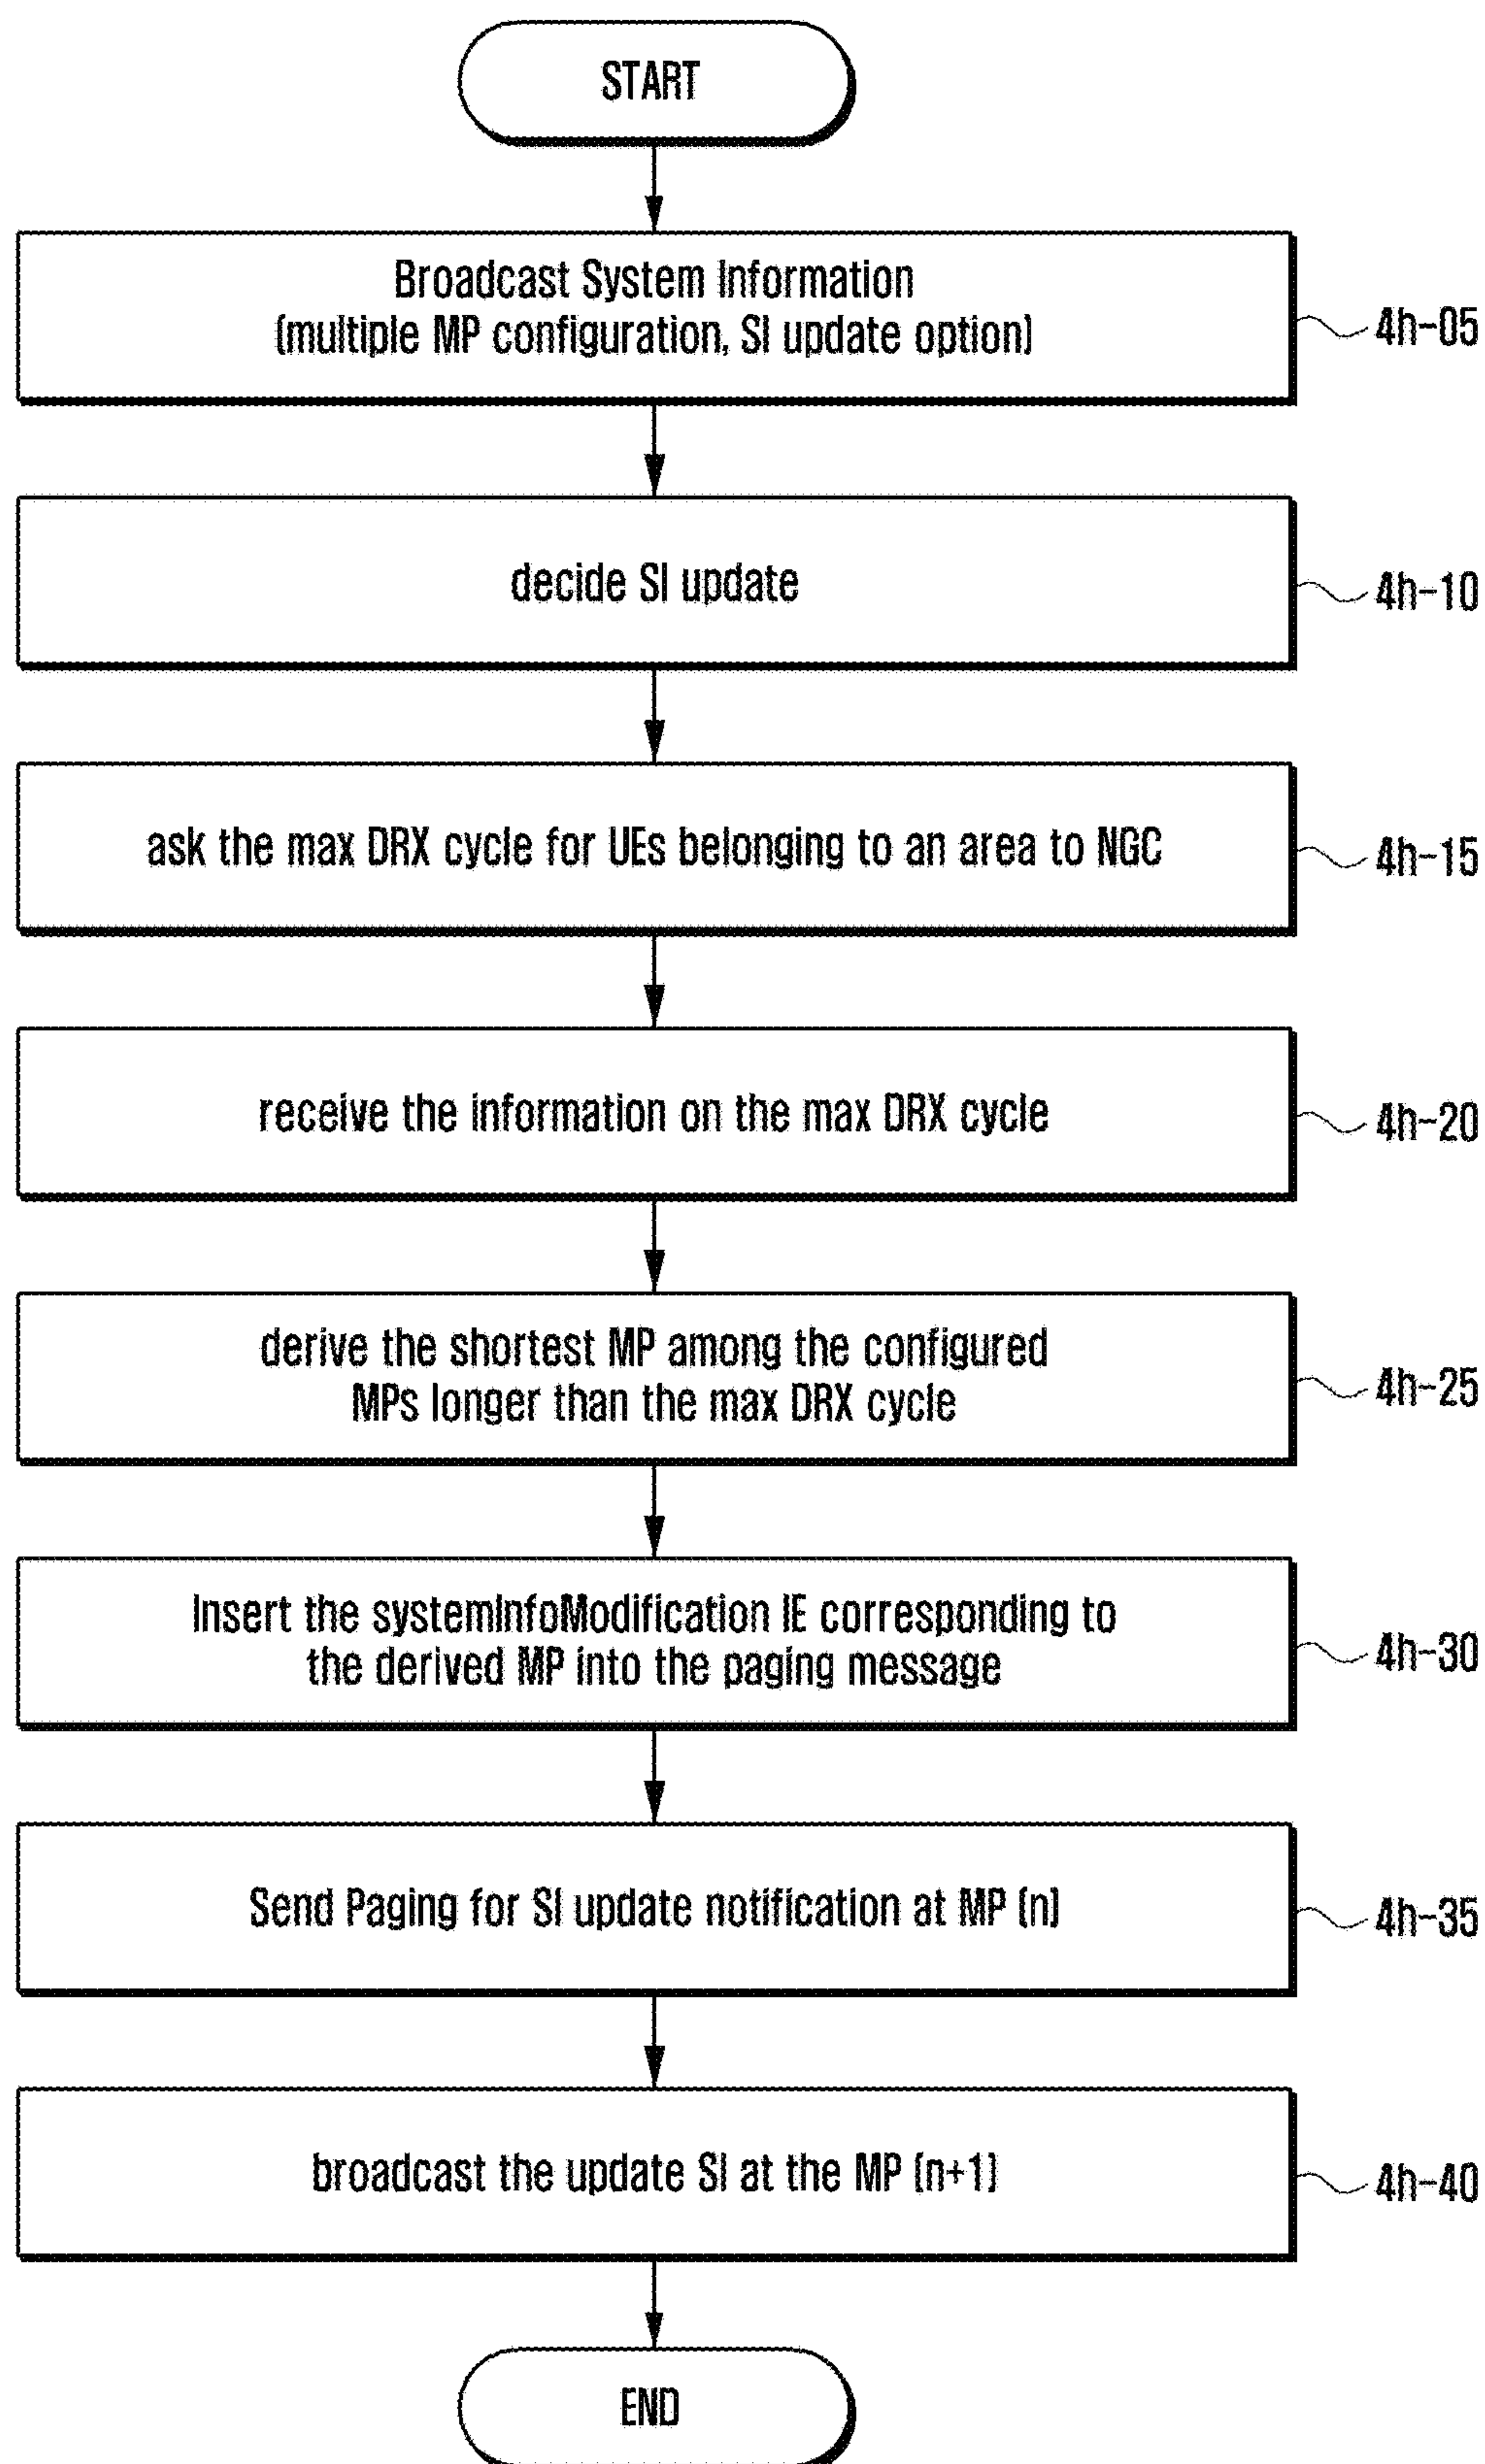 START
Broadcast System Information
(multiple MP configuration, SI update option)
4h-05
decide SI update
4h-10
ask the max DRX cycle for UEs belonging to an area to NGC
4h-15
receive the information on the max DRX cycle
4h-20
derive the shortest MP among the configured
MPs longer than the max DRX cycle
4h-25
Insert the systemInfoModification IE corresponding to
the derived MP into the paging message
4h-30
Send Paging for SI update notification at MP (n)
4h-35
broadcast the update SI at the MP (n+1)
4h-40
END